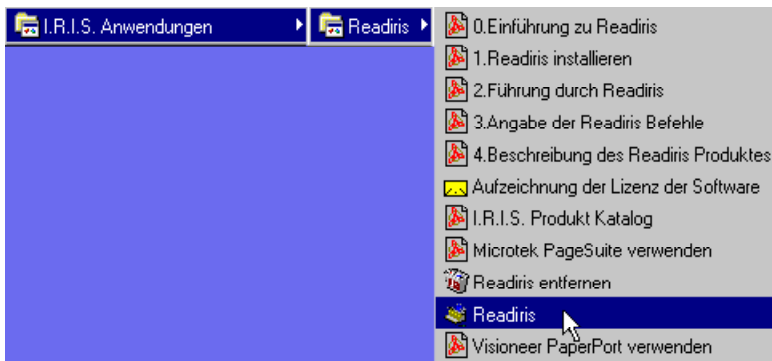 I.R.I.S. Anwendungen
Readiris
0.Einführung zu Readiris
1.Readiris installieren
2.Führung durch Readiris
3.Angabe der Readiris Befehle
4.Beschreibung des Readiris Produktes
Aufzeichnung der Lizenz der Software
I.R.I.S. Produkt Katalog
Microtek PageSuite verwenden
Readiris entfernen
Readiris
Visioneer PaperPort verwenden